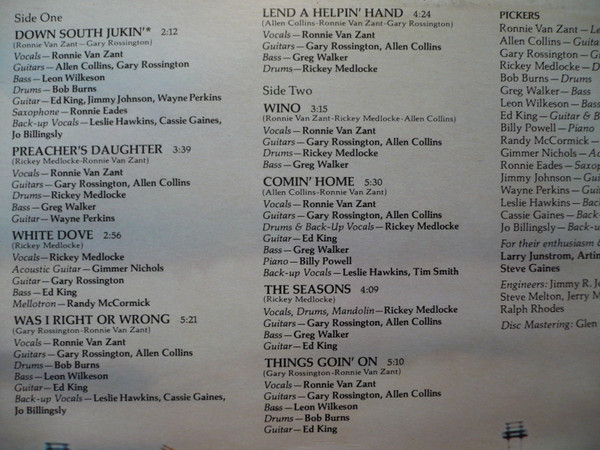 Side One
DOWN SOUTH JUKIN'* 2:12
(Ronnie Van Zant—Gary Rossington)
Vocals—Ronnie Van Zant
Guitars—Allen Collins, Gary Rossington
Bass—Leon Wilkeson
Drums—Bob Burns
Guitar—Ed King, Jimmy Johnson, Wayne Perkins
Saxophone—Ronnie Eades
Back-up Vocals—Leslie Hawkins, Cassie Gaines,
Jo Billingsly
PREACHER'S DAUGHTER 3:39
(Rickey Medlocke-Ronnie Van Zant)
Vocals—Ronnie Van Zant
Guitars—Gary Rossington, Allen Collins
Drums—Rickey Medlocke
Bass—Greg Walker
Guitar—Wayne Perkins
WHITE DOVE 2:56
(Rickey Medlocke)
Vocals—Rickey Medlocke
Acoustic Guitar—Gimmer Nichols
Guitar—Gary Rossington
Bass—Ed King
Mellotron—Randy McCormick
WAS I RIGHT OR WRONG 5:21
(Gary Rossington-Ronnie Van Zant)
Vocals—Ronnie Van Zant
Guitars—Gary Rossington, Allen Collins
Drums—Bob Burns
Bass—Leon Wilkeson
Guitar—Ed King
Back-up Vocals—Leslie Hawkins, Cassie Gaines,
Jo Billingsly
LEND A HELPIN' HAND 4:24
(Allen Collins-Ronnie Van Zant-Gary Rossington)
Vocals—Ronnie Van Zant
Guitars—Gary Rossington, Allen Collins
Bass—Greg Walker
Drums—Rickey Medlocke
Side Two
WINO 3:15
(Ronnie Van Zant-Rickey Medlocke-Allen Collins)
Vocals—Ronnie Van Zant
Guitars—Gary Rossington, Allen Collins
Drums—Rickey Medlocke
Bass—Greg Walker
COMIN' HOME 5:30
(Allen Collins-Ronnie Van Zant)
Vocals—Ronnie Van Zant
Guitars—Gary Rossington, Allen Collins
Drums & Back-Up Vocals—Rickey Medlocke
Guitar—Ed King
Bass—Greg Walker
Piano—Billy Powell
Back-up Vocals—Leslie Hawkins, Tim Smith
THE SEASONS 4:09
(Rickey Medlocke)
Vocals, Drums, Mandolin—Rickey Medlocke
Guitars—Gary Rossington, Allen Collins
Bass—Greg Walker
Guitar—Ed King
THINGS GOIN' ON 5:10
(Gary Rossington-Ronnie Van Zant)
Vocals—Ronnie Van Zant
Guitars—Gary Rossington, Allen Collins
Bass—Leon Wilkeson
Drums—Bob Burns
Guitar—Ed King
PICKERS
Ronnie Van Zant—Le
Allen Collins—Guita
Gary Rossington—G
Rickey Medlocke—D
Bob Burns—Drums
Greg Walker—Bass
Leon Wilkeson—Bass
Ed King—Guitar & B
Billy Powell—Piano
Randy McCormick—
Gimmer Nichols—Ac
Ronnie Eades—Saxop
Jimmy Johnson—Gui
Wayne Perkins—Gui
Leslie Hawkins—Back
Cassie Gaines—Back-
Jo Billingsly—Back-u
For their enthusiasm &
Larry Junstrom, Artin
Steve Gaines
Engineers: Jimmy R. J
Steve Melton, Jerry M
Ralph Rhodes
Disc Mastering: Glen